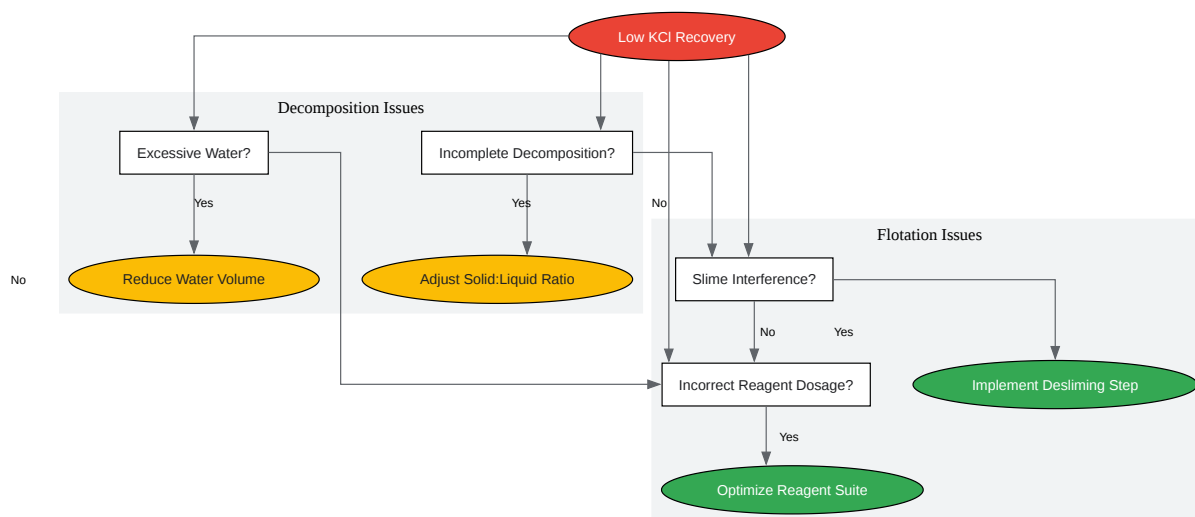 Low KCl Recovery
Decomposition Issues
Excessive Water?
Incomplete Decomposition?
Yes
Yes
No
Flotation Issues
Reduce Water Volume
Adjust Solid:Liquid Ratio
Slime Interference?
No
No
Yes
Incorrect Reagent Dosage?
Implement Desliming Step
Yes
Optimize Reagent Suite